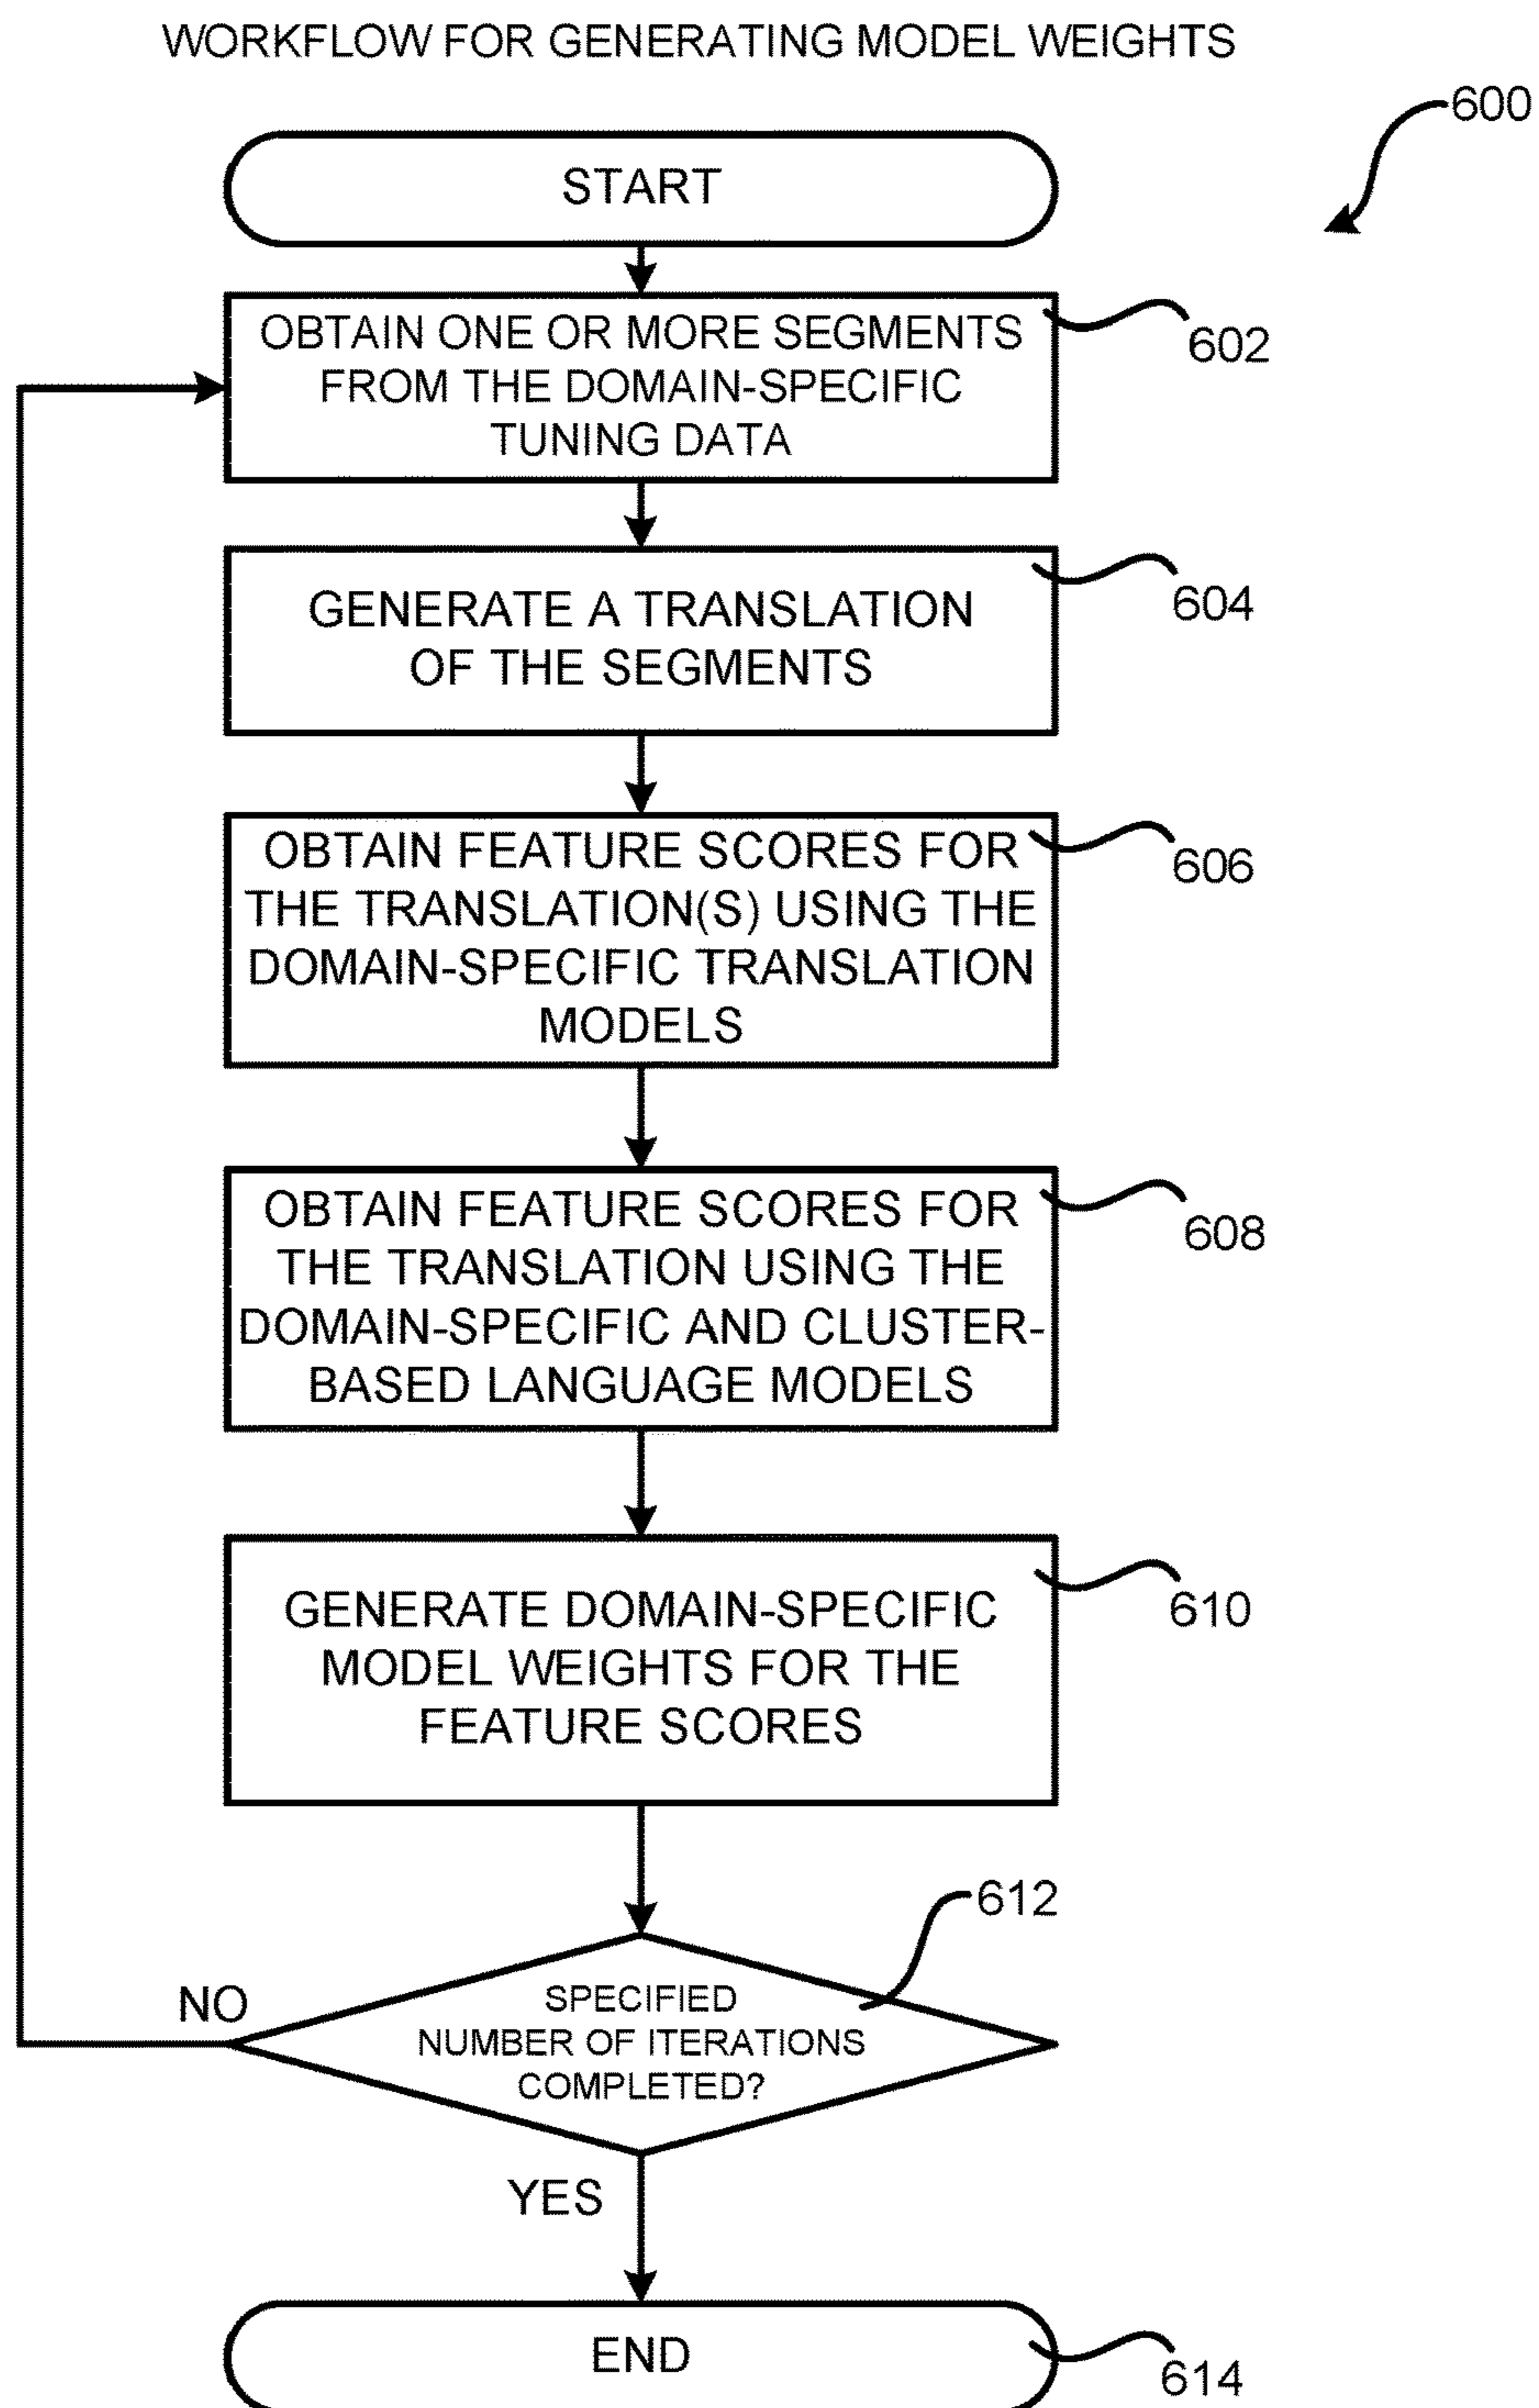 WORKFLOW FOR GENERATING MODEL WEIGHTS
600
START
OBTAIN ONE OR MORE SEGMENTS
FROM THE DOMAIN-SPECIFIC
TUNING DATA
602
GENERATE A TRANSLATION
OF THE SEGMENTS
604
OBTAIN FEATURE SCORES FOR
THE TRANSLATION(S) USING THE
DOMAIN-SPECIFIC TRANSLATION
MODELS
606
OBTAIN FEATURE SCORES FOR
THE TRANSLATION USING THE
DOMAIN-SPECIFIC AND CLUSTER-
BASED LANGUAGE MODELS
608
GENERATE DOMAIN-SPECIFIC
MODEL WEIGHTS FOR THE
FEATURE SCORES
610
612
SPECIFIED
NUMBER OF ITERATIONS
COMPLETED?
NO
YES
END
614